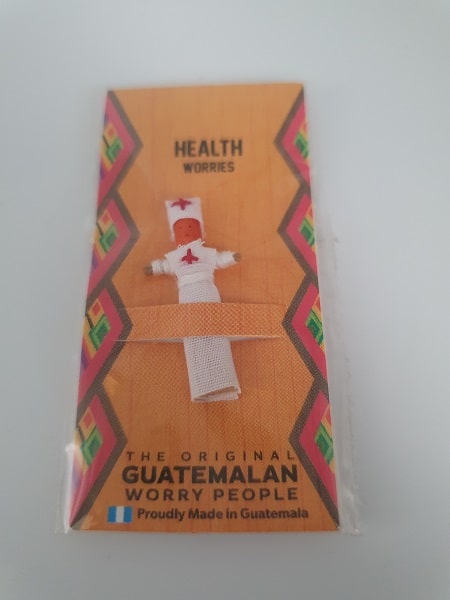 HEALTH
WORRIES
THE ORIGINAL
GUATEMALAN
WORRY PEOPLE
Proudly Made in Guatemala